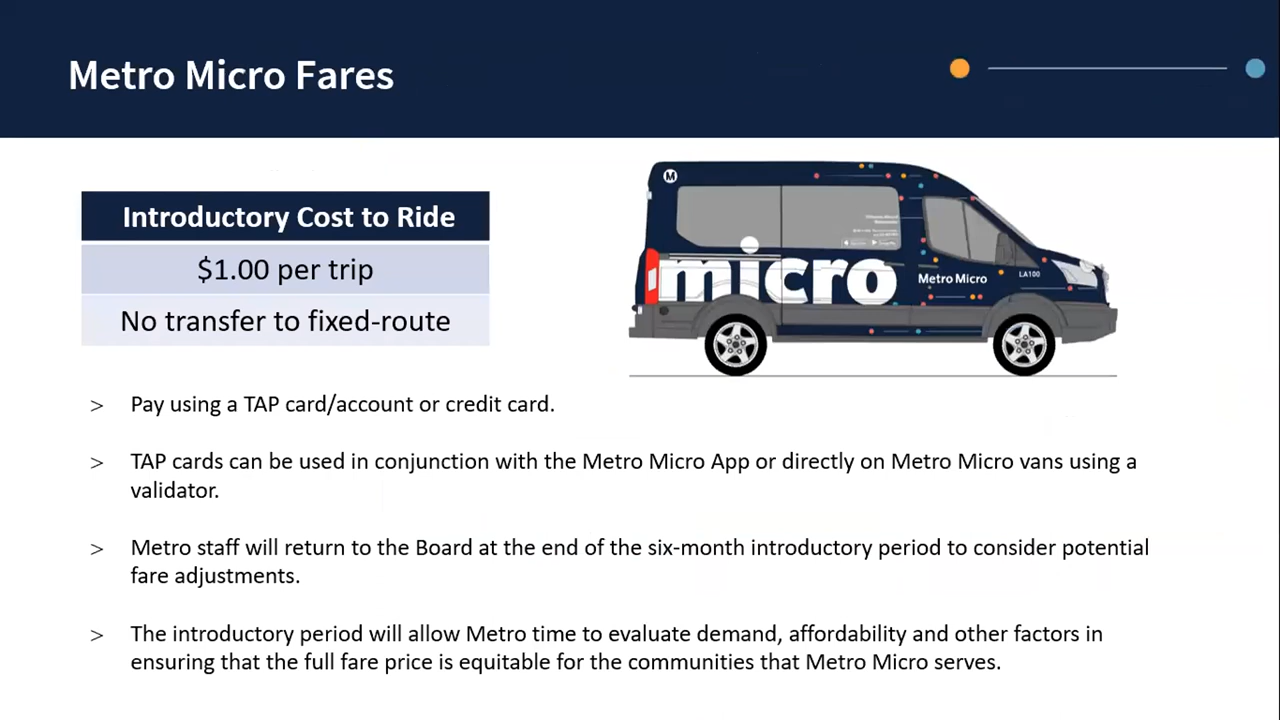 Metro Micro Fares
Introductory Cost to Ride
$1.00 per trip
No transfer to fixed-route
M
micro
Metro Micro
LA100
> Pay using a TAP card/account or credit card.
> TAP cards can be used in conjunction with the Metro Micro App or directly on Metro Micro vans using a
validator.
> Metro staff will return to the Board at the end of the six-month introductory period to consider potential
fare adjustments.
> The introductory period will allow Metro time to evaluate demand, affordability and other factors in
ensuring that the full fare price is equitable for the communities that Metro Micro serves.